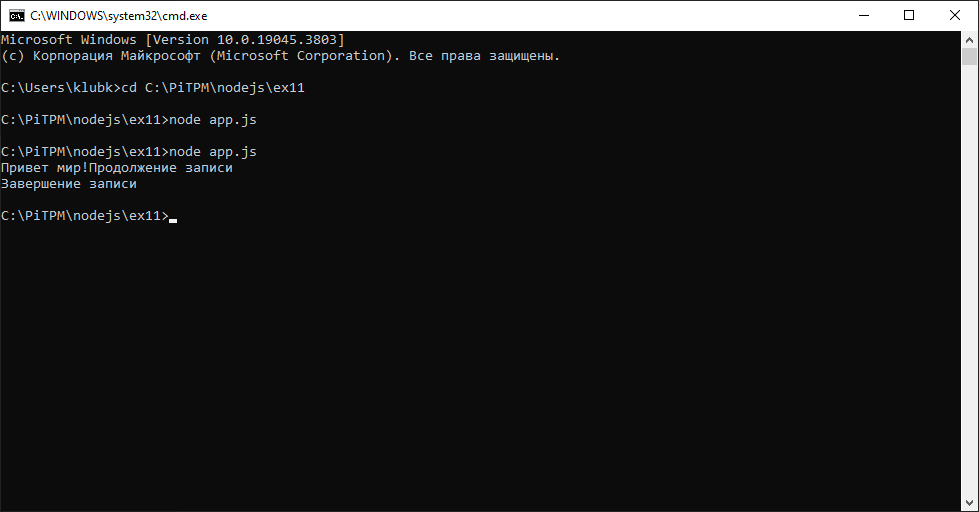 C:\WINDOWS\system32\cmd.exe
Microsoft Windows [Version 10.0.19045.3803]
(c) Корпорация Майкрософт (Microsoft Corporation). Все права защищены.
C:\Users\klubk>cd C:\PiTPM\nodejs\ex11
C:\PiTPM\nodejs\ex11>node app.js
C:\PiTPM\nodejs\ex11>node app.js
Привет мир!Продолжение записи
Завершение записи
C:\PiTPM\nodejs\ex11>